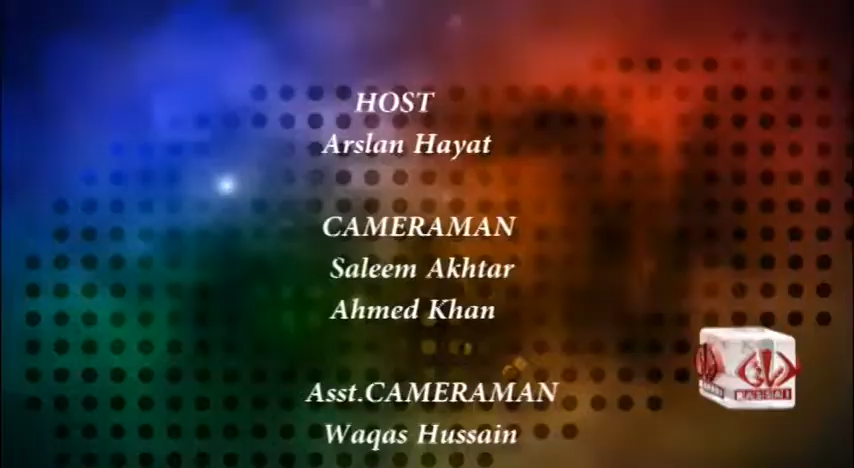 HOST
Arslan Hayat
CAMERAMAN
Saleem Akhtar
Ahmed Khan
Asst.CAMERAMAN
Waqas Hussain